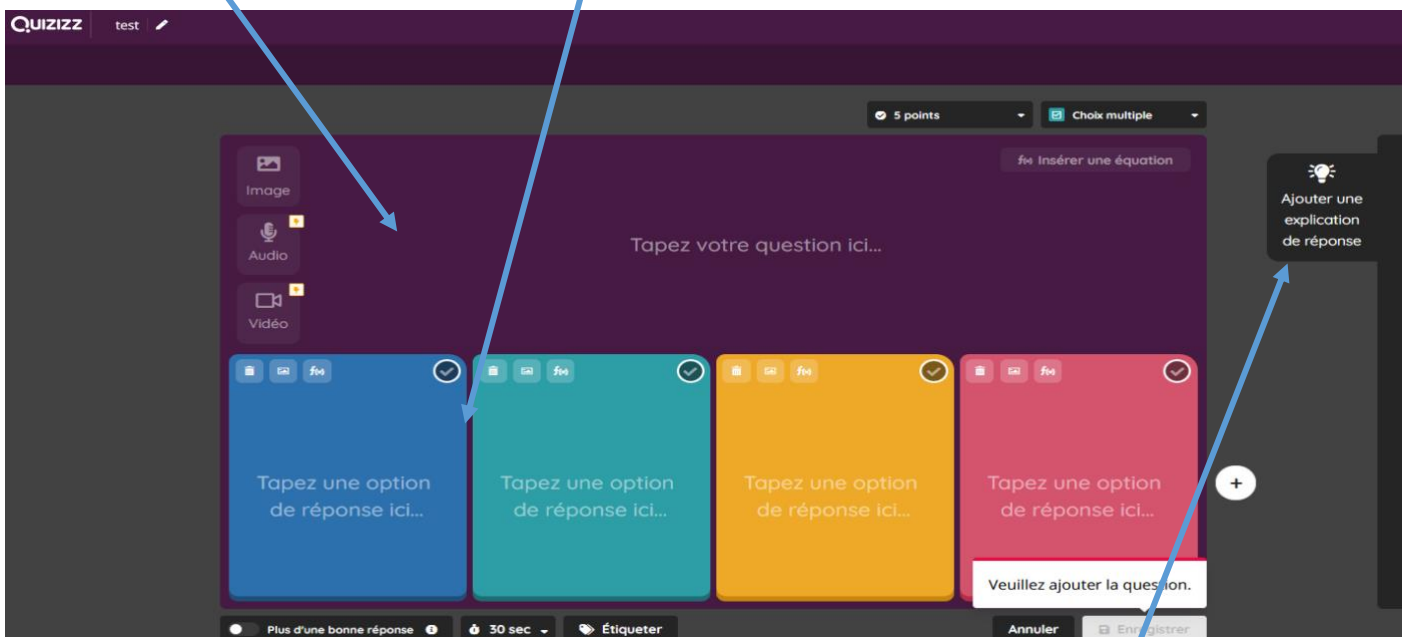 QUIZIZZ test
5 points Choix multiple
Image
Insérer une équation
Audio
Vidéo
Tapez votre question ici...
Ajouter une
explication
de réponse
f(x) f(x) f(x) f(x)
Tapez une option
de réponse ici...
Tapez une option
de réponse ici...
Tapez une option
de réponse ici...
Tapez une option
de réponse ici...
+
Veuillez ajouter la question.
Plus d'une bonne réponse 30 sec Étiqueter Annuler Enregistrer